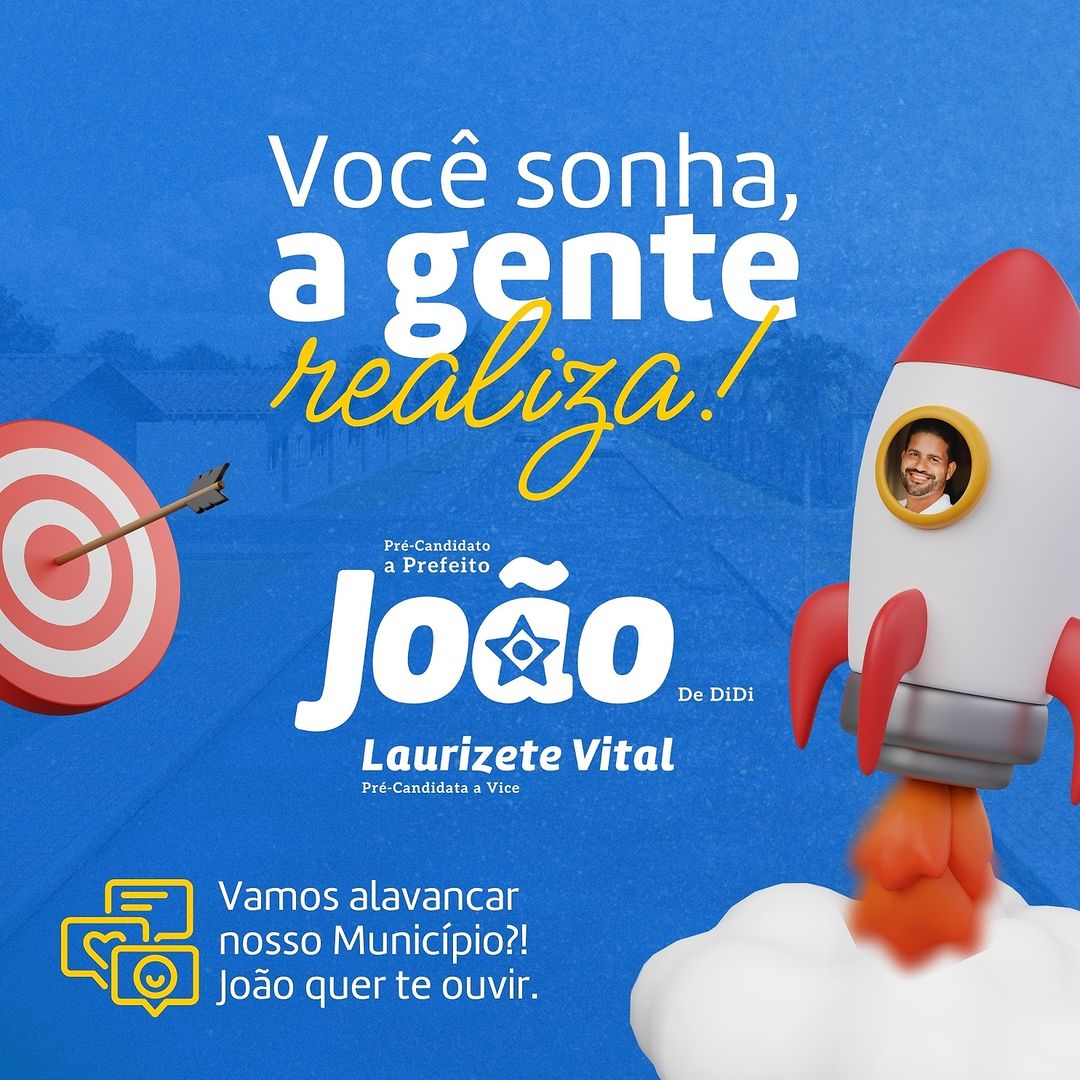 Você sonha,
a gente
realiza!
Pré-Candidato
a Prefeito
João
De DiDi
Laurizete Vital
Pré-Candidata a Vice
Vamos alavancar
nosso Município?!
João quer te ouvir.